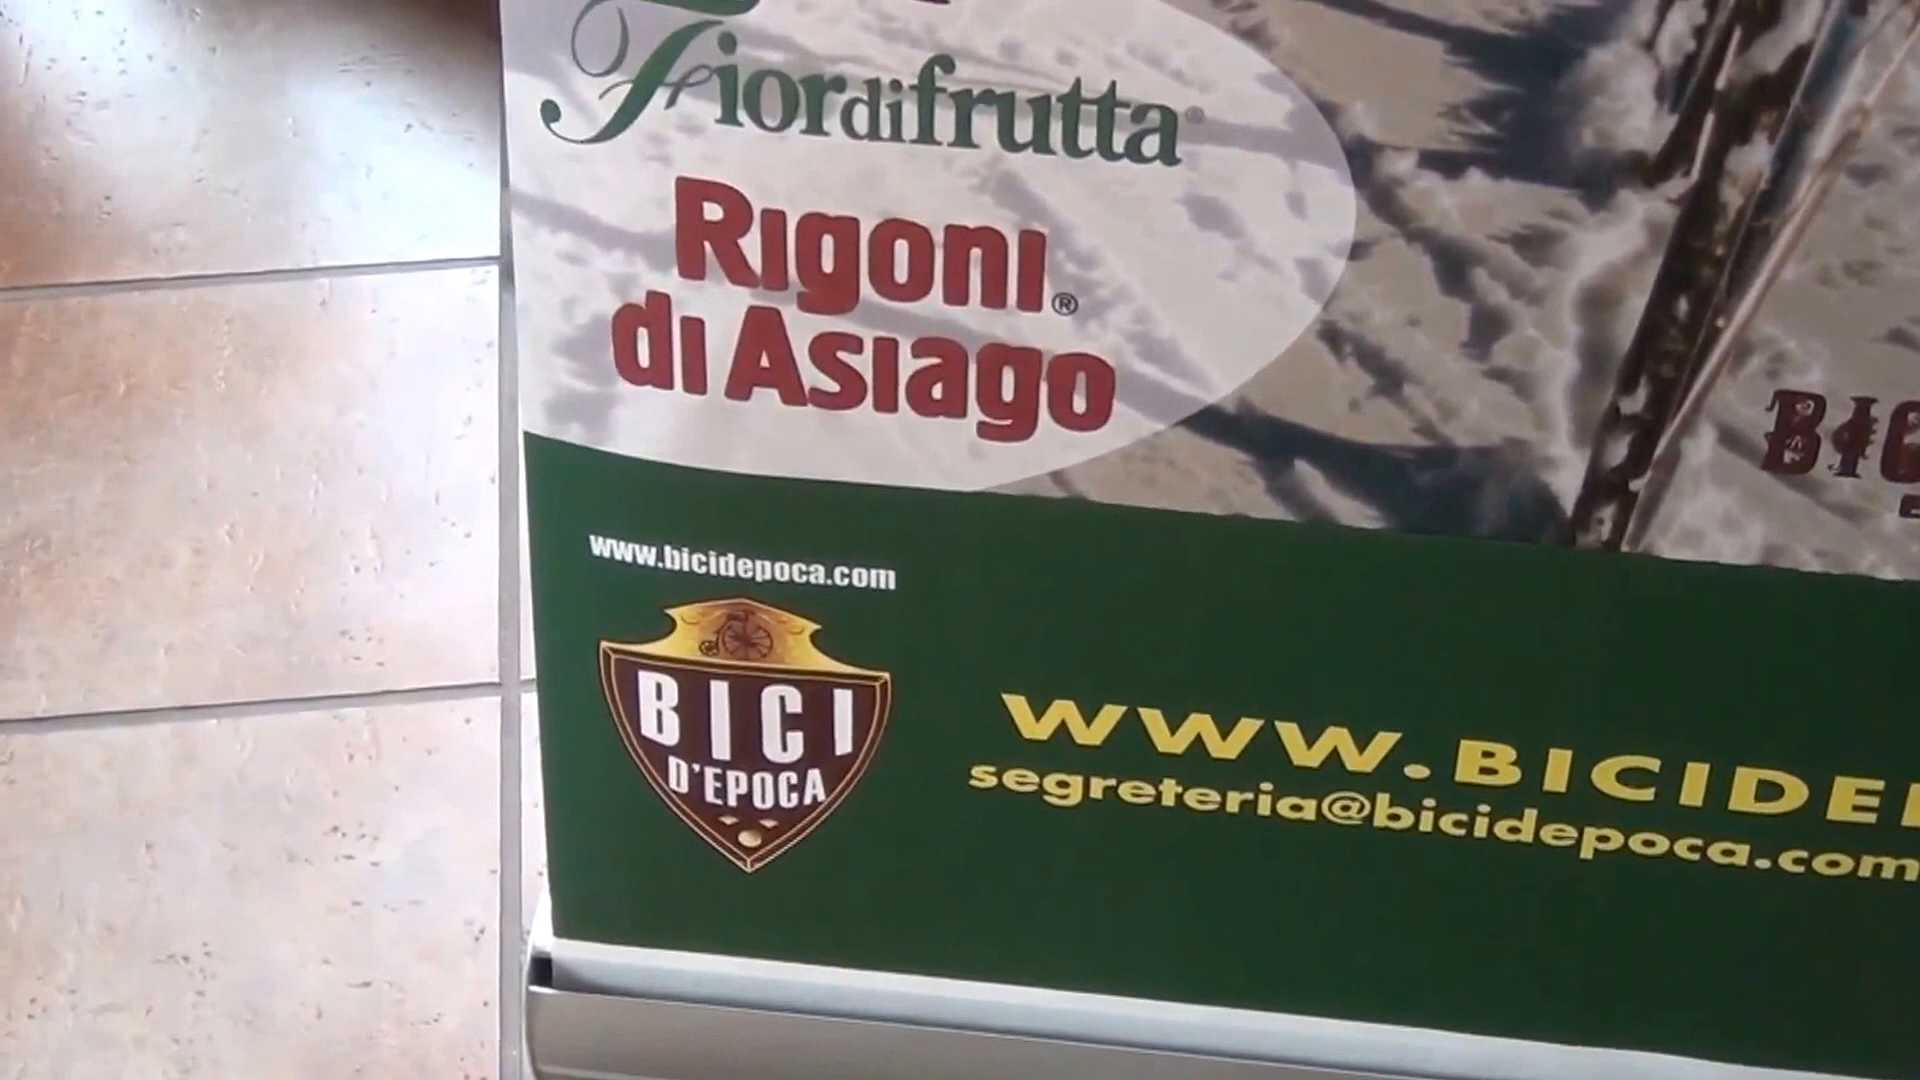 Fiordifrutta®
Rigoni®
di Asiago
www.bicidepoca.com
BICI
D'EPOCA
WWW.BICIDE
segreteria@bicidepoca.com